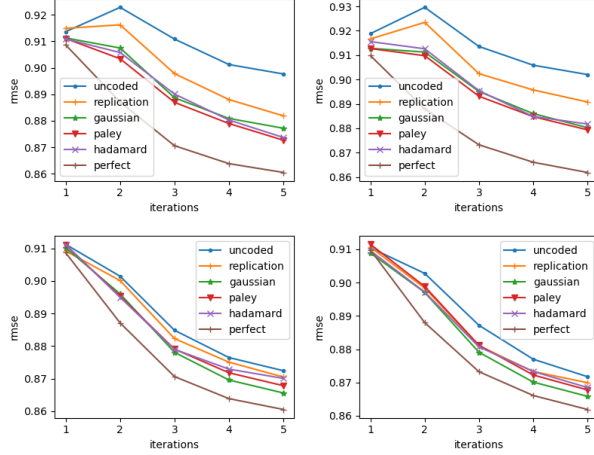 0.92
0.91
0.90
0.89
0.88
0.87
0.86
rmse
uncoded
replication
gaussian
paley
hadamard
perfect
1 2 3 4 5
iterations
0.93
0.92
0.91
0.90
0.89
0.88
0.87
0.86
rmse
uncoded
replication
gaussian
paley
hadamard
perfect
1 2 3 4 5
iterations
0.91
0.90
0.89
0.88
0.87
0.86
rmse
uncoded
replication
gaussian
paley
hadamard
perfect
1 2 3 4 5
iterations
0.91
0.90
0.89
0.88
0.87
0.86
rmse
uncoded
replication
gaussian
paley
hadamard
perfect
1 2 3 4 5
iterations